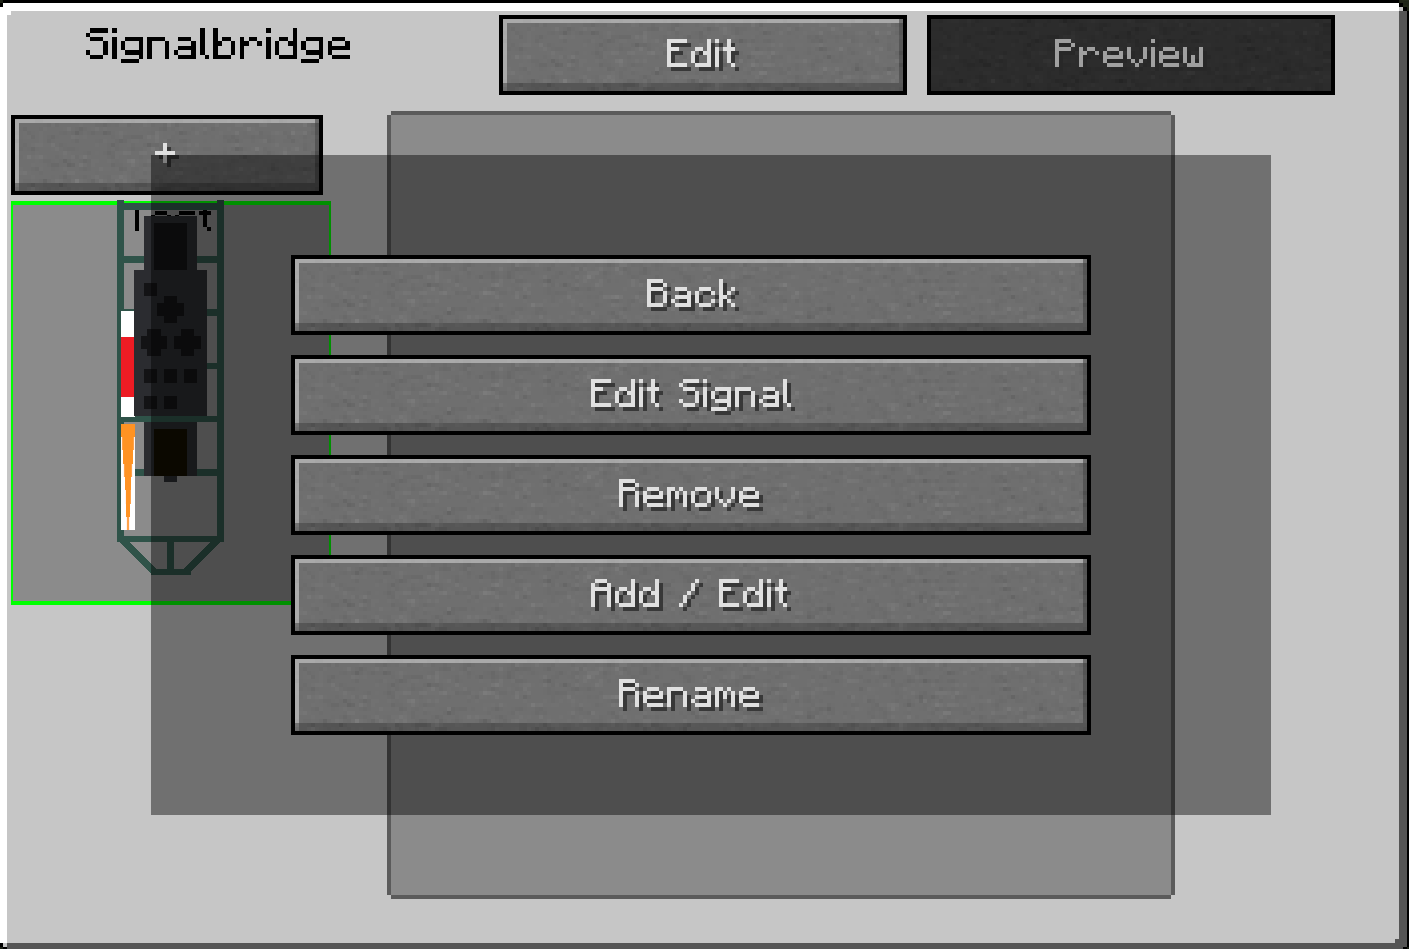 Signalbridge
Edit
Preview
+
Back
Edit Signal
Remove
Add / Edit
Rename